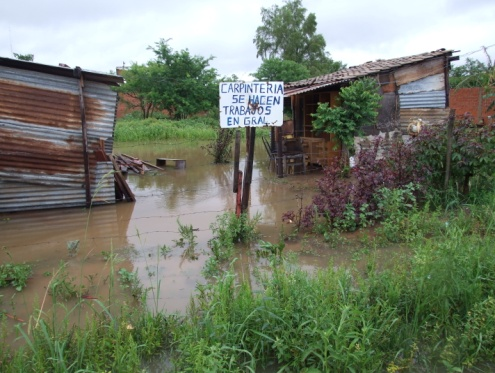 CARPINTERIA
SE HACEN
TRABAJOS
EN GRAL.